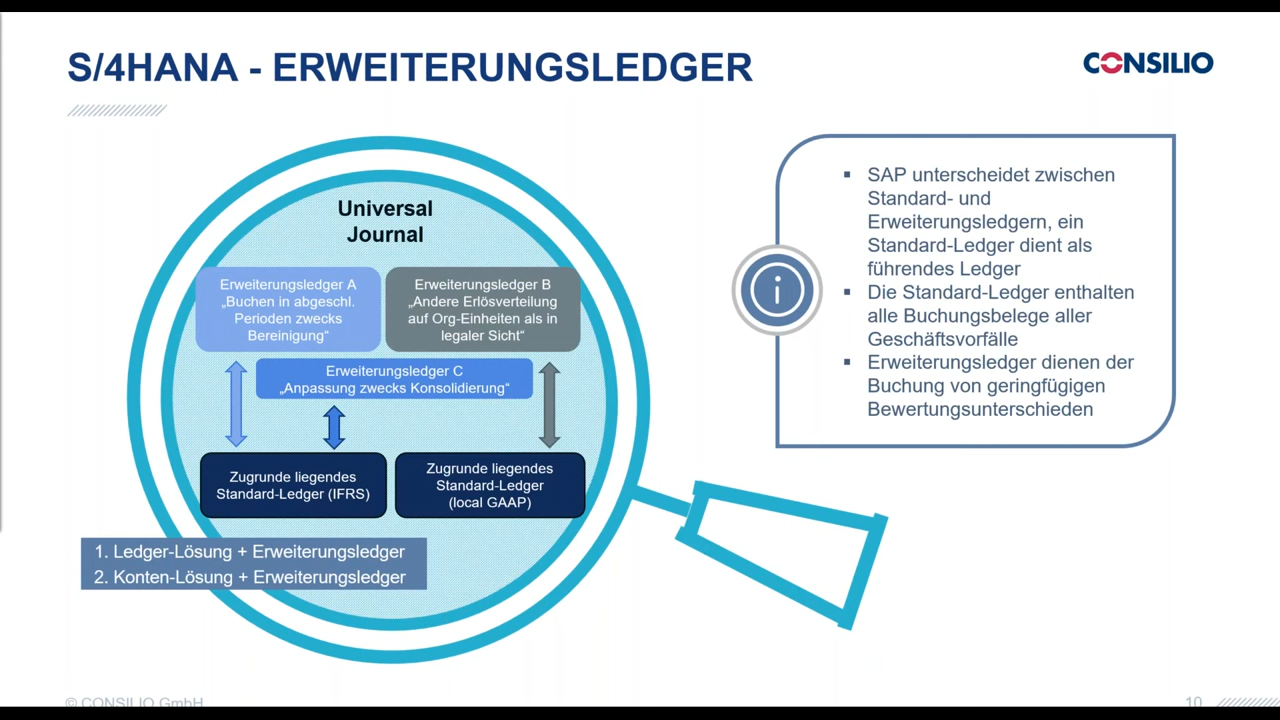 S/4HANA - ERWEITERUNGSLEDGER
CONSILIO
Universal
Journal
Erweiterungsledger A
„Buchen in abgeschl.
Perioden zwecks
Bereinigung“
Erweiterungsledger B
„Andere Erlösverteilung
auf Org-Einheiten als in
legaler Sicht“
Erweiterungsledger C
„Anpassung zwecks Konsolidierung“
Zugrunde liegendes
Standard-Ledger (IFRS)
Zugrunde liegendes
Standard-Ledger
(local GAAP)
1. Ledger-Lösung + Erweiterungsledger
2. Konten-Lösung + Erweiterungsledger
▪ SAP unterscheidet zwischen
Standard- und
Erweiterungsledgern, ein
Standard-Ledger dient als
führendes Ledger
▪ Die Standard-Ledger enthalten
alle Buchungsbelege aller
Geschäftsvorfälle
▪ Erweiterungsledger dienen der
Buchung von geringfügigen
Bewertungsunterschieden
© CONSILIO GmbH
10